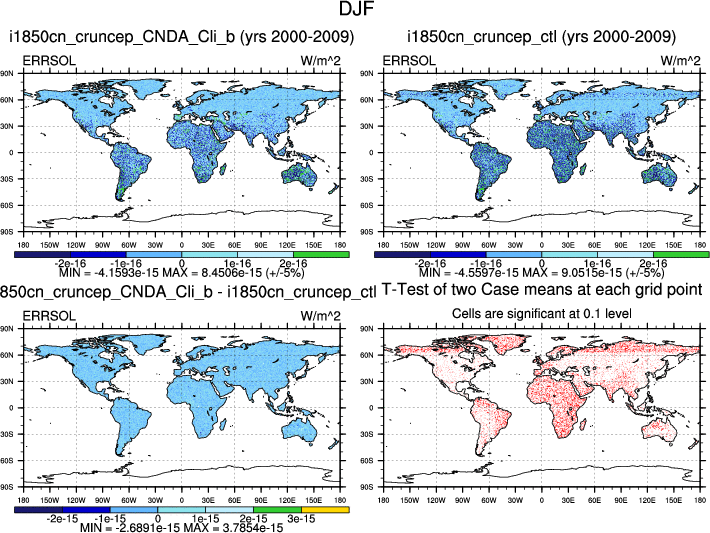 DJF
i1850cn_cruncep_CNDA_Cli_b (yrs 2000-2009)
i1850cn_cruncep_ctl (yrs 2000-2009)
ERRSOL W/m^2
ERRSOL W/m^2
90N 90N
60N 60N
30N 30N
0 0
30S 30S
60S 60S
90S 90S
180 150W 120W 90W 60W 30W 0 30E 60E 90E 120E 150E 180
180 150W 120W 90W 60W 30W 0 30E 60E 90E 120E 150E 180
-2e-16 -1e-16 0 1e-16 2e-16
-2e-16 -1e-16 0 1e-16 2e-16
MIN = -4.1593e-15 MAX = 8.4506e-15 (+/-5%)
MIN = -4.5597e-15 MAX = 9.0515e-15 (+/-5%)
850cn_cruncep_CNDA_Cli_b - i1850cn_cruncep_ctl
T-Test of two Case means at each grid point
ERRSOL W/m^2
Cells are significant at 0.1 level
90N 90N
60N 60N
30N 30N
0 0
30S 30S
60S 60S
90S 90S
180 150W 120W 90W 60W 30W 0 30E 60E 90E 120E 150E 180
180 150W 120W 90W 60W 30W 0 30E 60E 90E 120E 150E 180
-2e-15 -1e-15 0 1e-15 2e-15 3e-15
MIN = -2.6891e-15 MAX = 3.7854e-15